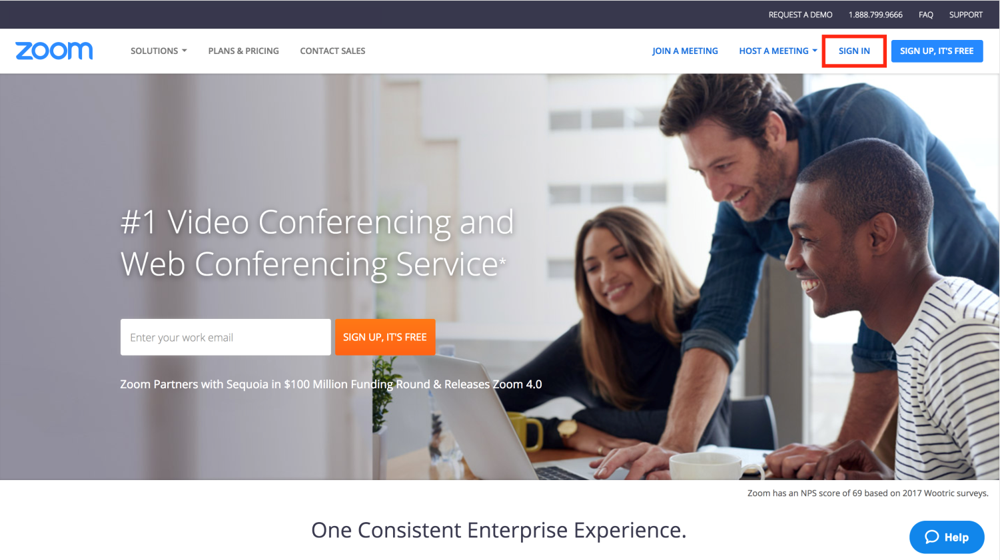 REQUEST A DEMO 1.888.799.9666 FAQ SUPPORT
zoom SOLUTIONS PLANS & PRICING CONTACT SALES JOIN A MEETING HOST A MEETING SIGN IN SIGN UP, IT'S FREE
#1 Video Conferencing and
Web Conferencing Service*
Enter your work email SIGN UP, IT'S FREE
Zoom Partners with Sequoia in $100 Million Funding Round & Releases Zoom 4.0
Zoom has an NPS score of 69 based on 2017 Wootric surveys.
One Consistent Enterprise Experience.
Help